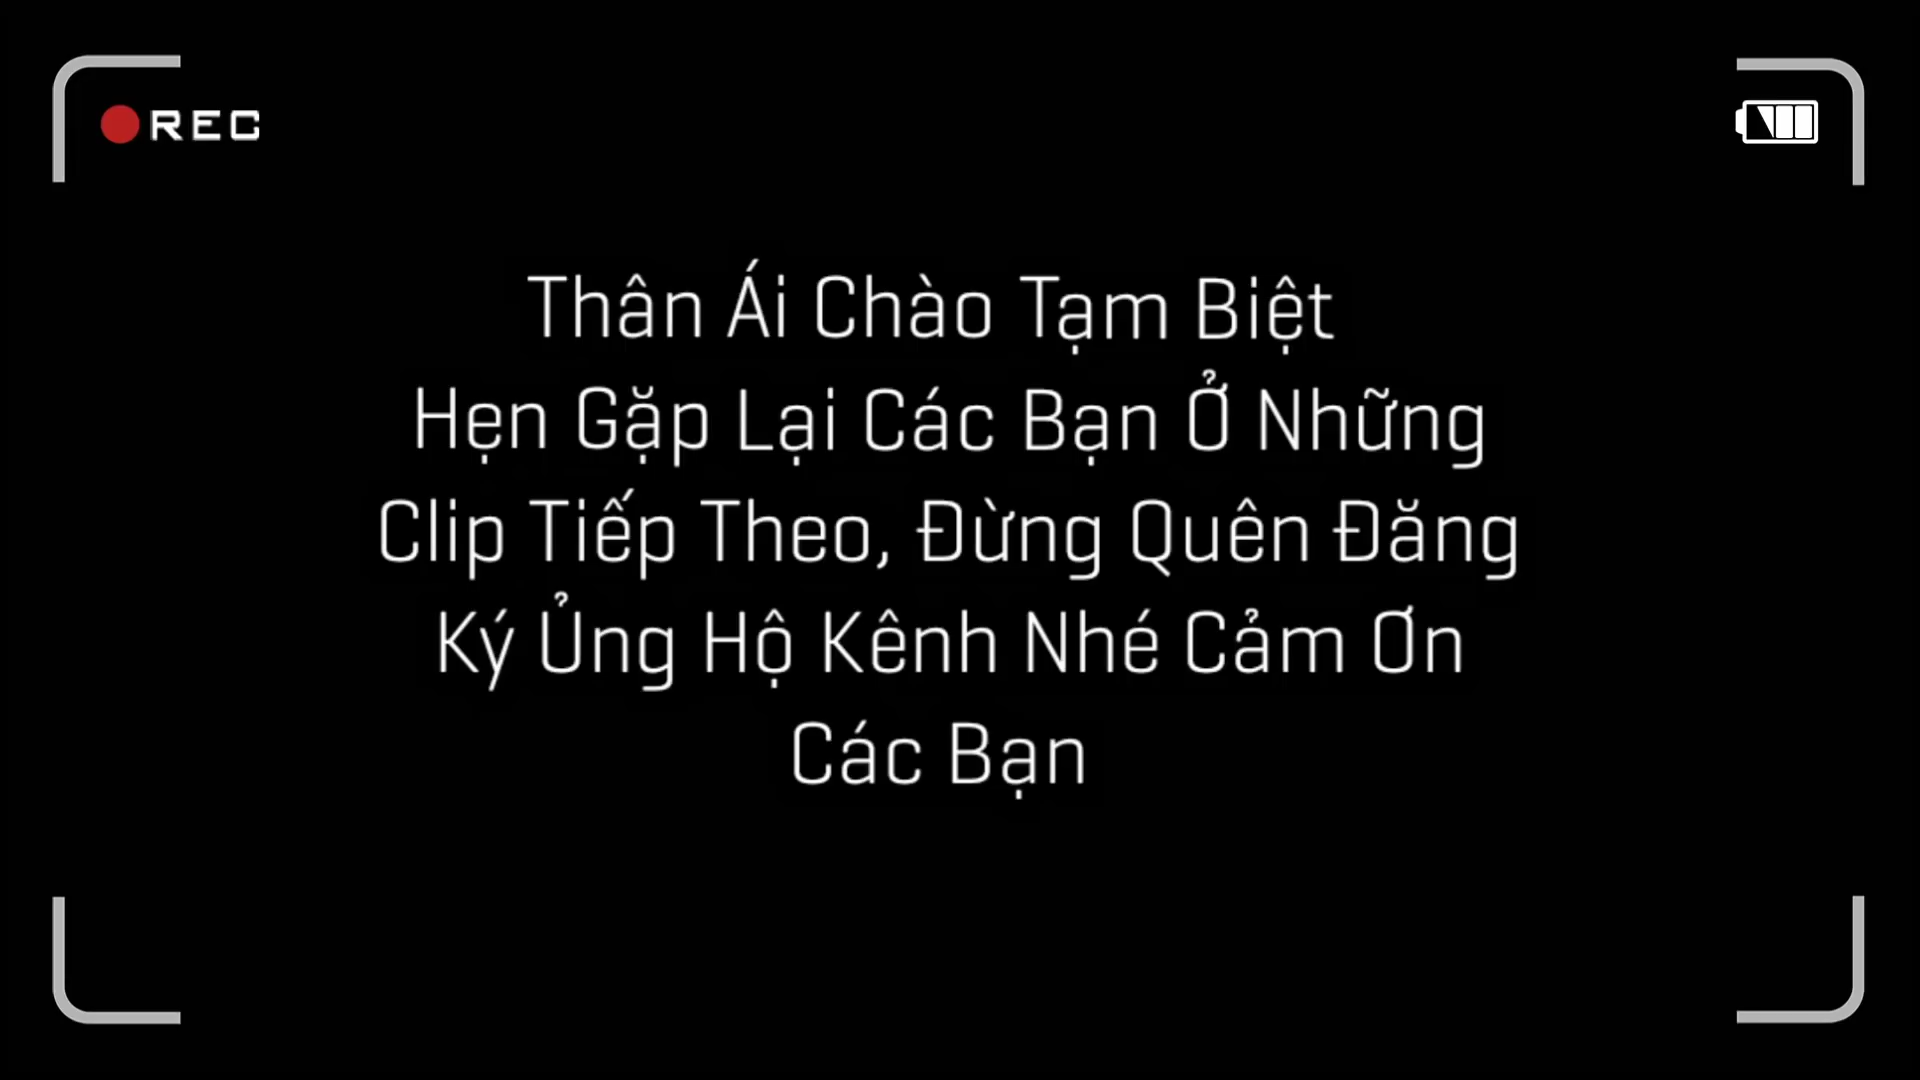 REC
Thân Ái Chào Tạm Biệt
Hẹn Gặp Lại Các Bạn Ở Những
Clip Tiếp Theo, Đừng Quên Đăng
Ký Ủng Hộ Kênh Nhé Cảm Ơn
Các Bạn